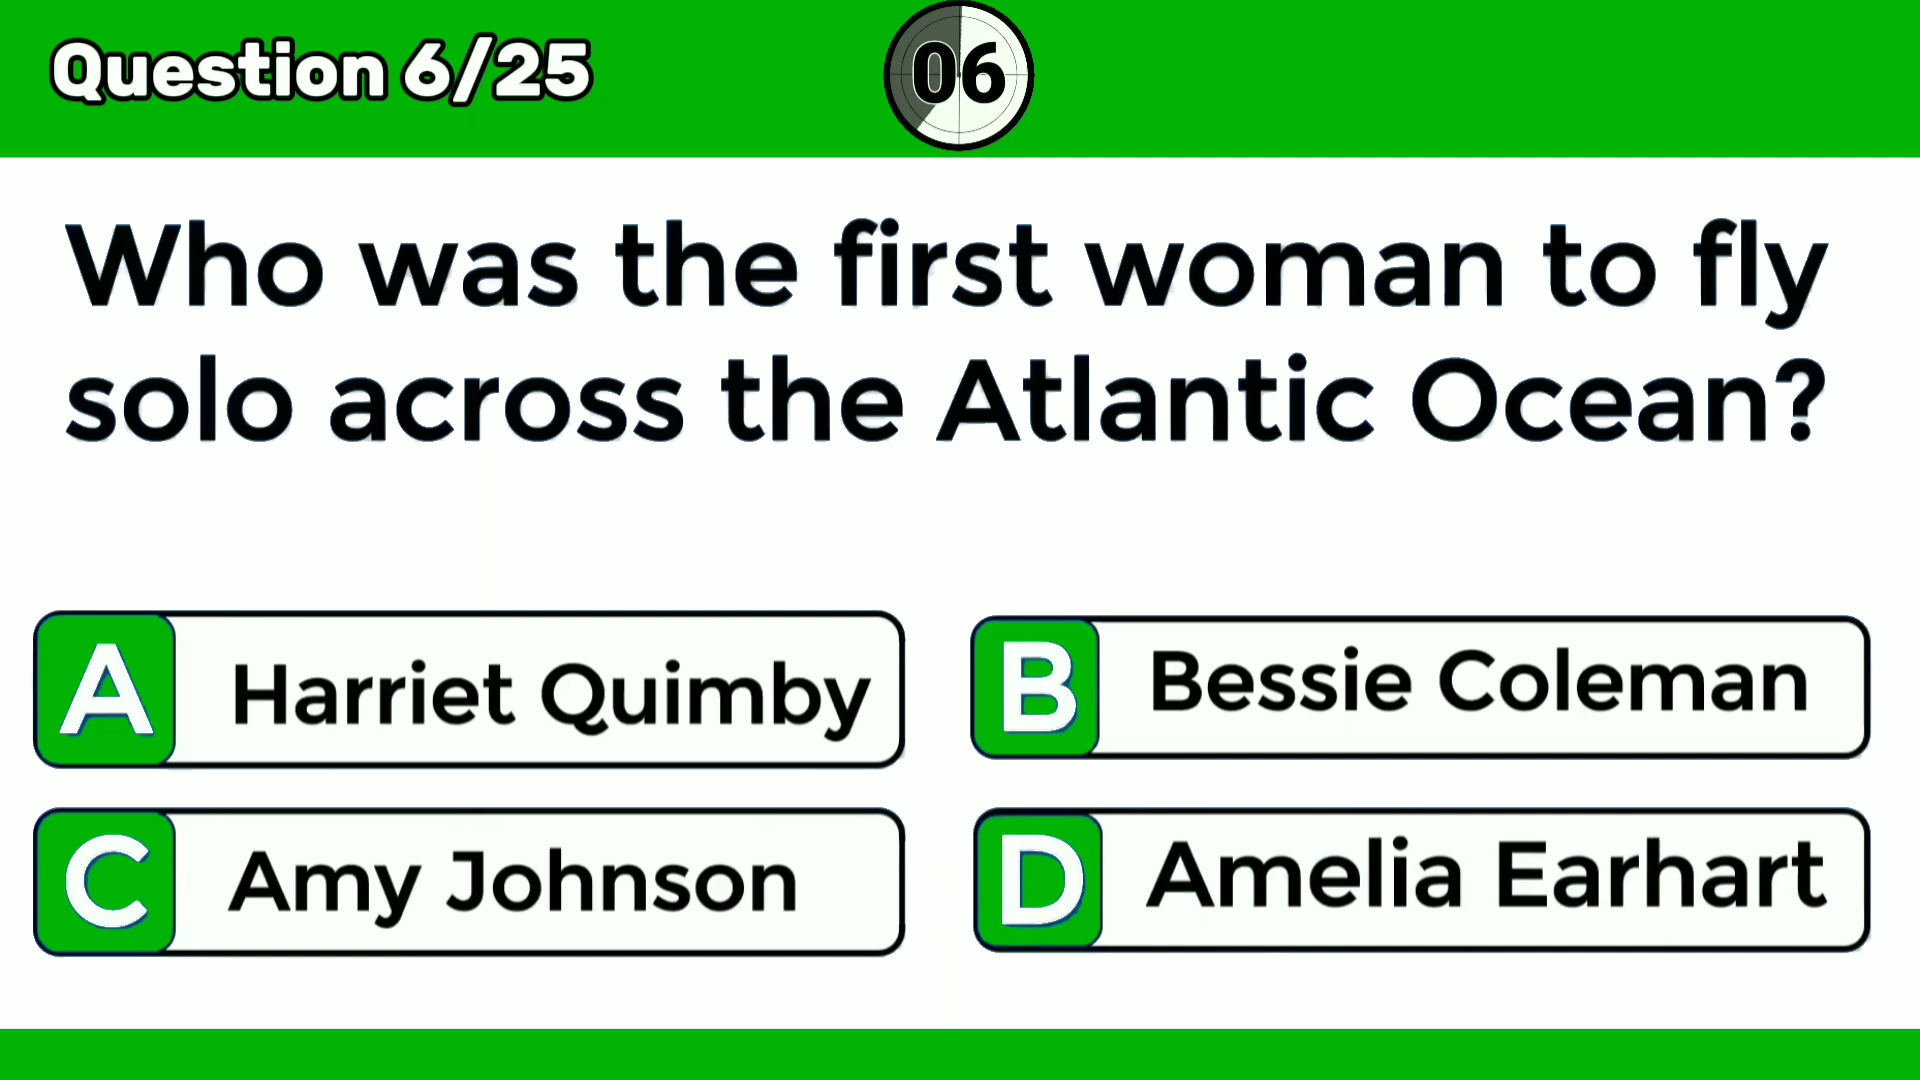 Question 6/25
06
Who was the first woman to fly
solo across the Atlantic Ocean?
A Harriet Quimby
B Bessie Coleman
C Amy Johnson
D Amelia Earhart